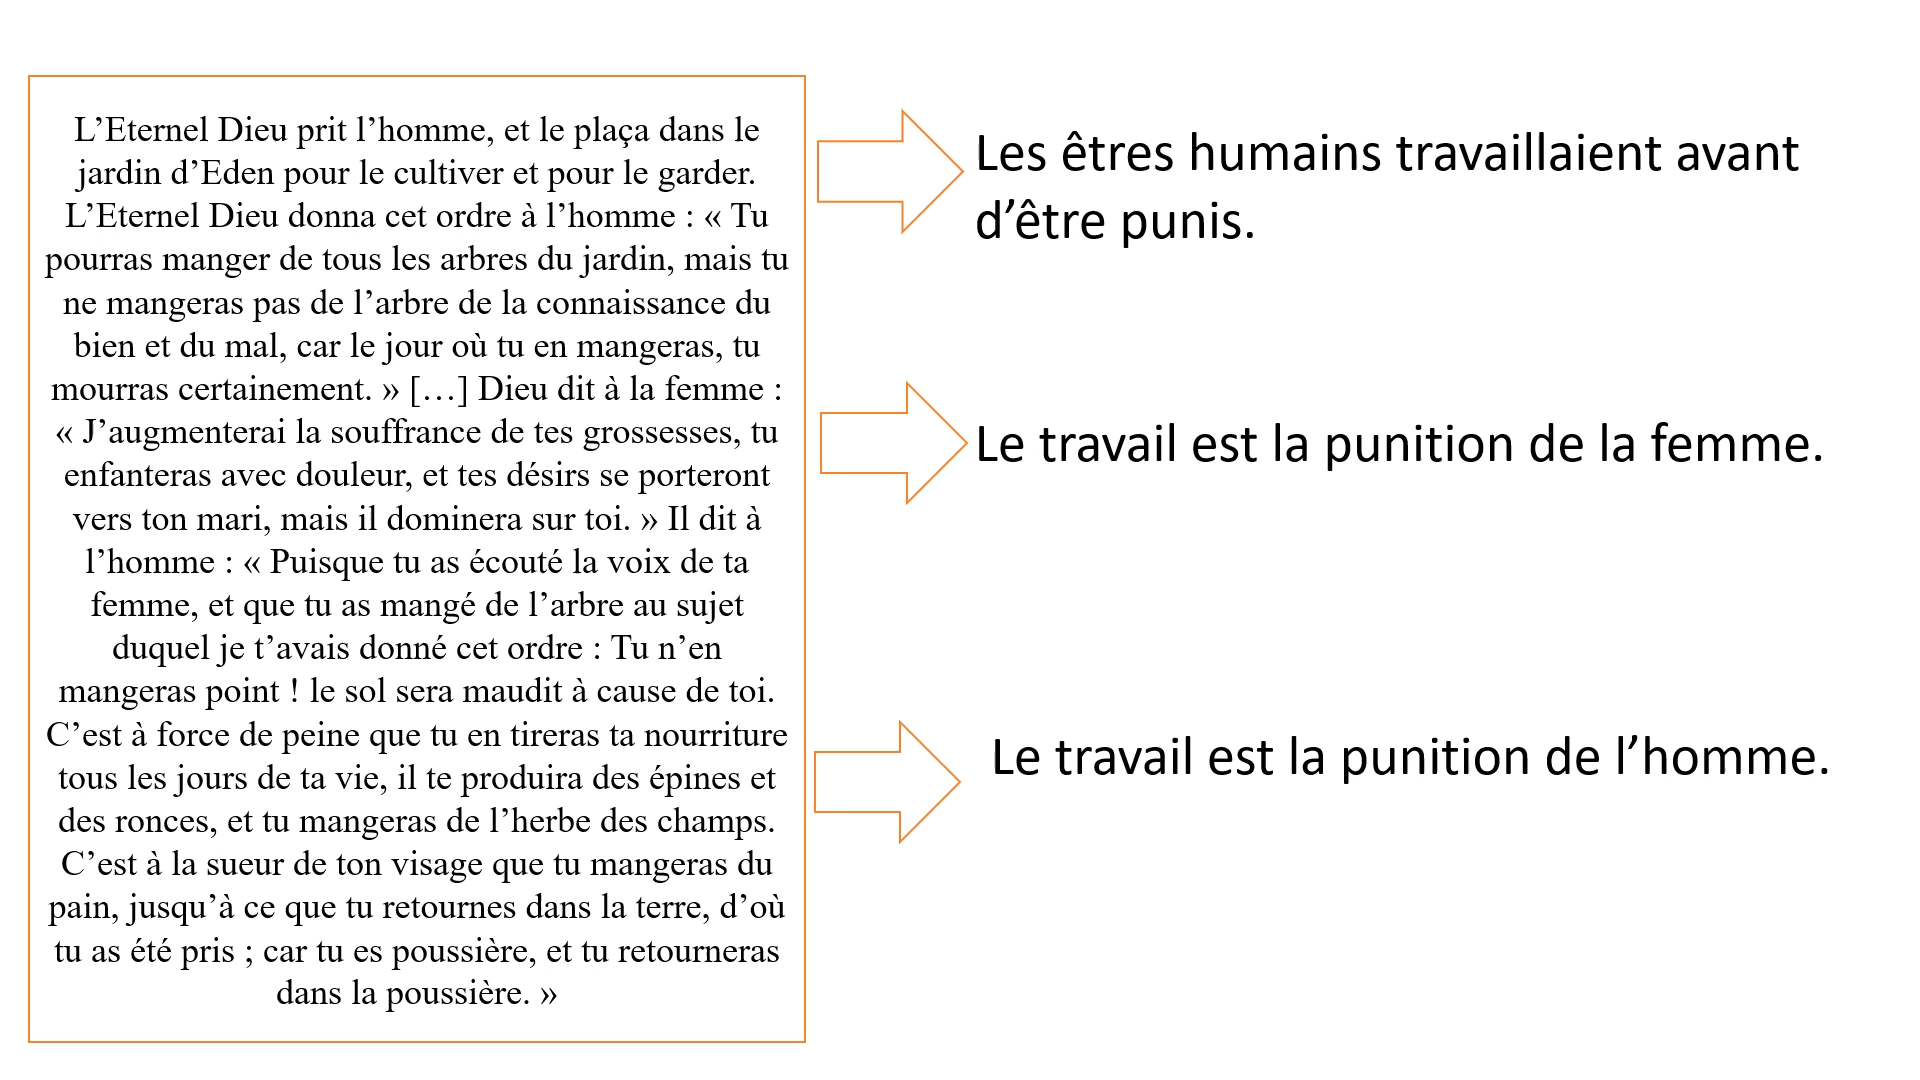 L’Eternel Dieu prit l’homme, et le plaça dans le
jardin d’Eden pour le cultiver et pour le garder.
L’Eternel Dieu donna cet ordre à l’homme : « Tu
pourras manger de tous les arbres du jardin, mais tu
ne mangeras pas de l’arbre de la connaissance du
bien et du mal, car le jour où tu en mangeras, tu
mourras certainement. » […] Dieu dit à la femme :
« J’augmenterai la souffrance de tes grossesses, tu
enfanteras avec douleur, et tes désirs se porteront
vers ton mari, mais il dominera sur toi. » Il dit à
l’homme : « Puisque tu as écouté la voix de ta
femme, et que tu as mangé de l’arbre au sujet
duquel je t’avais donné cet ordre : Tu n’en
mangeras point ! le sol sera maudit à cause de toi.
C’est à force de peine que tu en tireras ta nourriture
tous les jours de ta vie, il te produira des épines et
des ronces, et tu mangeras de l’herbe des champs.
C’est à la sueur de ton visage que tu mangeras du
pain, jusqu’à ce que tu retournes dans la terre, d’où
tu as été pris ; car tu es poussière, et tu retourneras
dans la poussière. »
Les êtres humains travaillaient avant
d’être punis.
Le travail est la punition de la femme.
Le travail est la punition de l’homme.